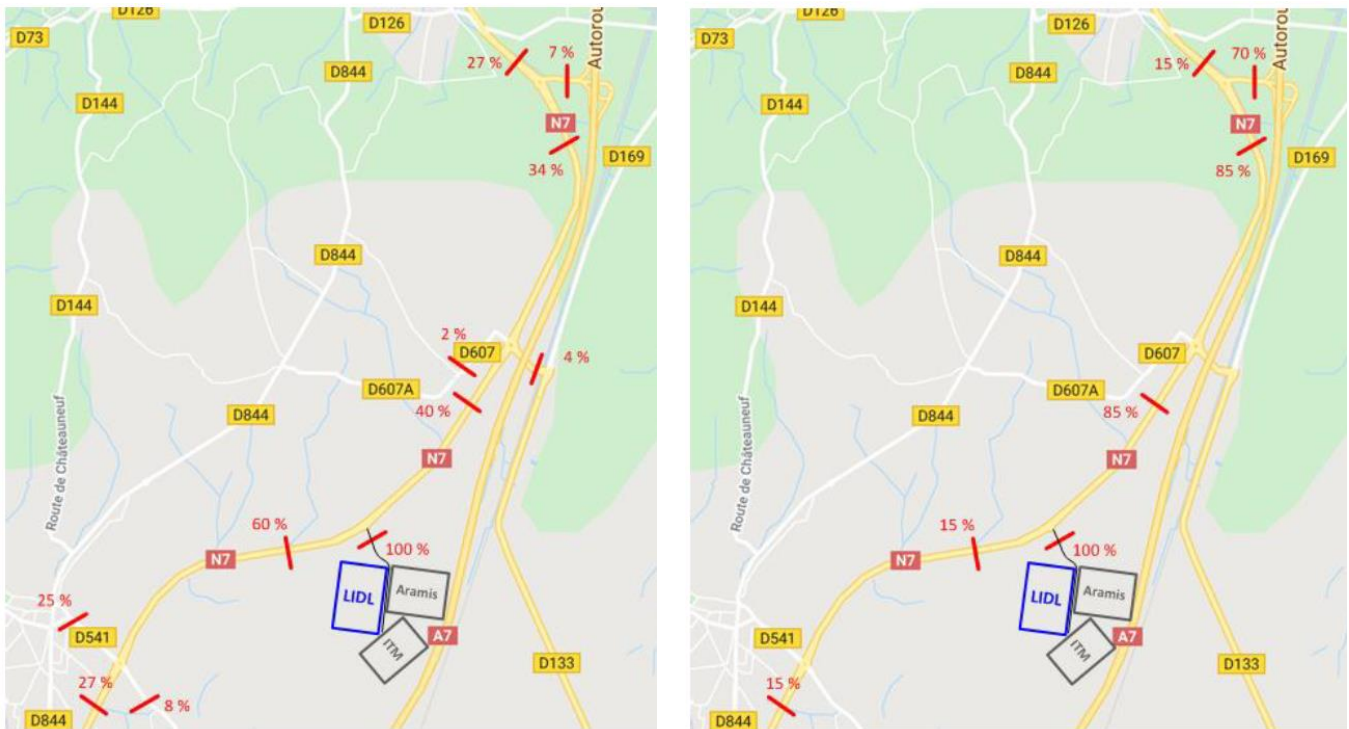 D126
D126
D73
27 %
7 %
Autorou
D844
D144
N7
D169
34 %
D844
D144
2 %
D607
4 %
D607A
40 %
D844
N7
Route de Châteauneuf
60 %
N7
100 %
LIDL
Aramis
ITM
A7
25 %
D541
27 %
8 %
D133
D844
D126
D126
D73
15 %
70 %
Autorou
D844
D144
N7
D169
85 %
D844
D144
D607
D607A
85 %
D844
N7
Route de Châteauneuf
15 %
N7
100 %
LIDL
Aramis
ITM
A7
D541
15 %
D133
D844